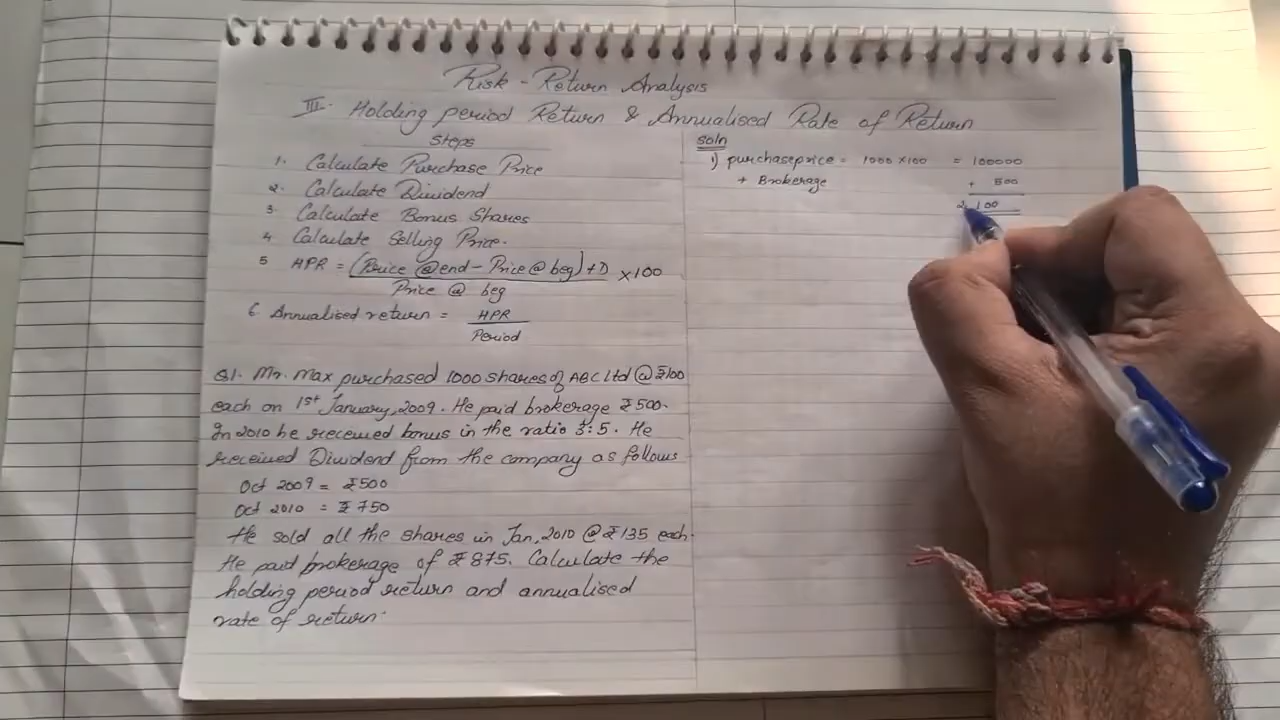 Risk - Return Analysis
III. Holding period Return & Annualised Rate of Return
Steps
1. Calculate Purchase Price
2. Calculate Dividend
3 Calculate Bonus Shares
4 Calculate Selling Price.
5 HPR = (Price @ end - Price @ beg) + D × 100
Price @ beg
6. Annualised return = HPR
Period
Q1. Mr. Max purchased 1000 shares of ABC Ltd @ ₹100
each on 1st January, 2009. He paid brokerage ₹500.
In 2010 he received bonus in the ratio 3:5. He
received Dividend from the company as follows
Oct 2009 = ₹500
Oct 2010 = ₹750
He sold all the shares in Jan, 2010 @ ₹135 each.
He paid brokerage of ₹875. Calculate the
holding period return and annualised
rate of return.
Soln
1) purchase price = 1000 × 100 = 100000
+ Brokerage + 500
100